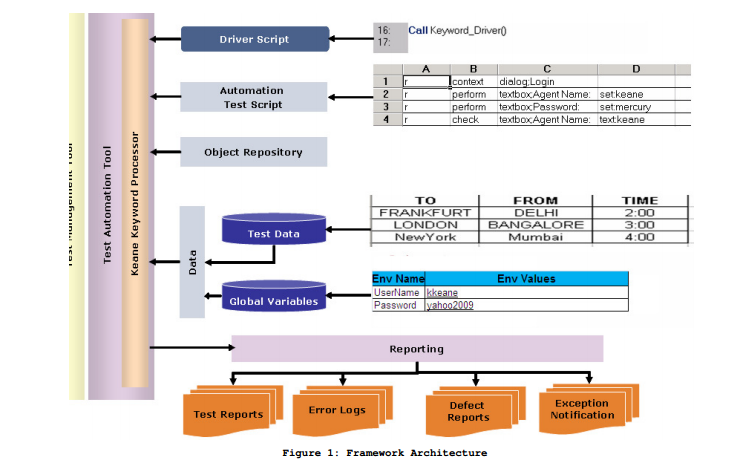 Test Management Tool
Test Automation Tool
Keane Keyword Processor
Driver Script
16: Call Keyword_Driver()
17:
Automation
Test Script
A B C D
1 r context dialog;Login
2 r perform textbox;Agent Name: set:keane
3 r perform textbox;Password: set:mercury
4 r check textbox;Agent Name: text:keane
Object Repository
Data
Test Data
TO FROM TIME
FRANKFURT DELHI 2:00
LONDON BANGALORE 3:00
NewYork Mumbai 4:00
Global Variables
Env Name Env Values
UserName kkeane
Password yahoo2009
Reporting
Test Reports
Error Logs
Defect
Reports
Exception
Notification
Figure 1: Framework Architecture